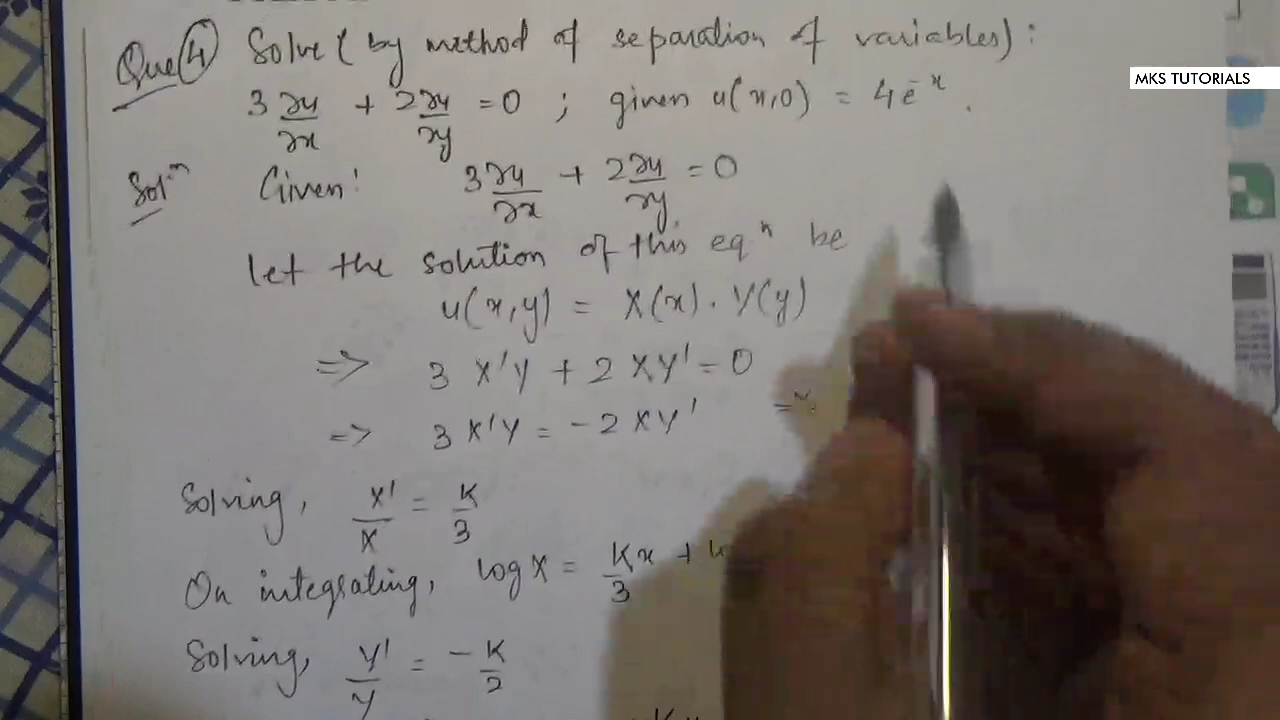 Que(4) Solve (by method of separation of variables):
MKS TUTORIALS
3 ∂u/∂x + 2 ∂u/∂y = 0 ; given u(x,0) = 4e^-x.
Sol^n Given: 3 ∂u/∂x + 2 ∂u/∂y = 0
Let the solution of this eq^n be
u(x,y) = X(x) . Y(y)
=> 3 X'Y + 2 XY' = 0
=> 3 X'Y = -2 XY' =>
Solving, X'/X = K/3
On integrating, log X = Kx/3 +
Solving, Y'/Y = -K/2